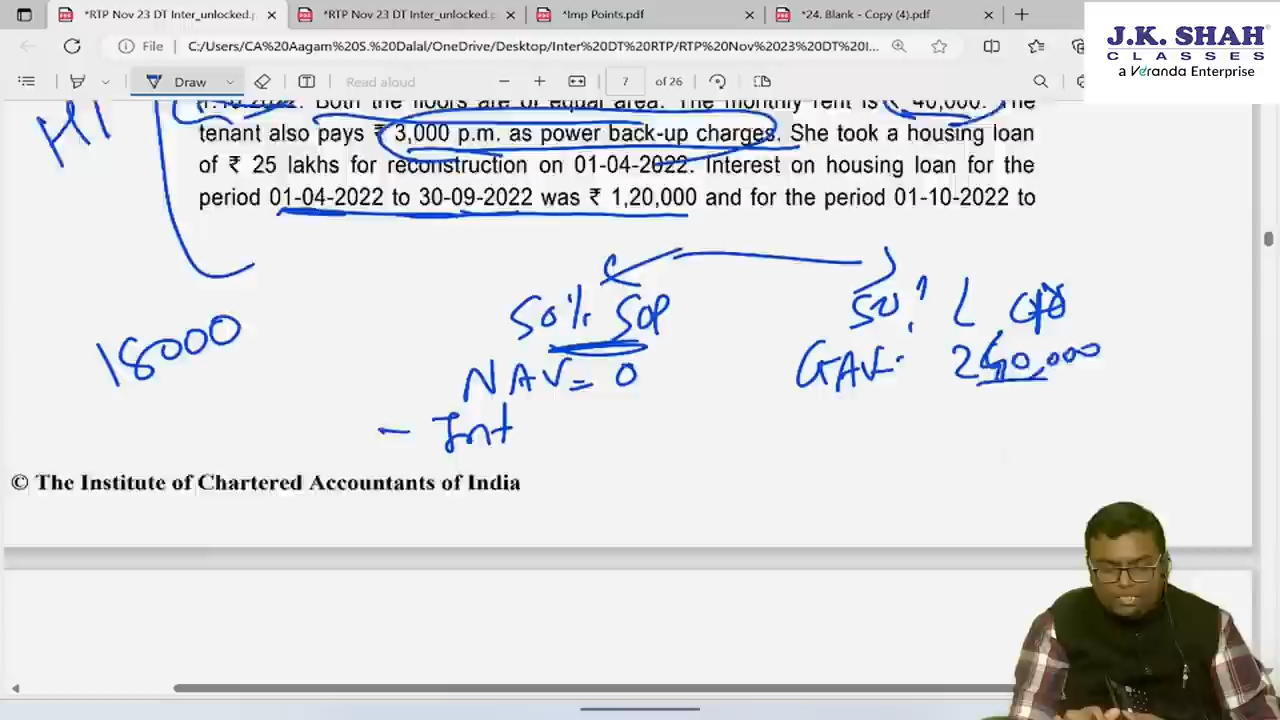 *RTP Nov 23 DT Inter_unlocked.p
*RTP Nov 23 DT Inter_unlocked.p
*Imp Points.pdf
*24. Blank - Copy (4).pdf
J.K. SHAH
CLASSES
a Veranda Enterprise
File
C:/Users/CA%20Aagam%20S.%20Dalal/OneDrive/Desktop/Inter%20DT%20RTP/RTP%20Nov%2023%20DT%20I...
Draw
Read aloud
7 of 26
1.10.2022. Both the floors are of equal area. The monthly rent is ₹ 40,000. The
tenant also pays ₹ 3,000 p.m. as power back-up charges. She took a housing loan
of ₹ 25 lakhs for reconstruction on 01-04-2022. Interest on housing loan for the
period 01-04-2022 to 30-09-2022 was ₹ 1,20,000 and for the period 01-10-2022 to
50% SOP
50% L
NAV = 0
GAV
240,000
- Int
18000
© The Institute of Chartered Accountants of India